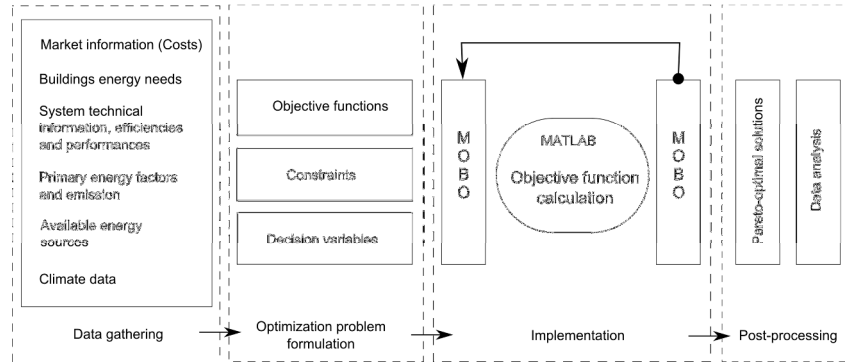 Market information (Costs)
Buildings energy needs
System technical
information, efficiencies
and performances
Primary energy factors
and emission
Available energy
sources
Climate data
Data gathering
Objective functions
Constraints
Decision variables
Optimization problem
formulation
MOBO
MATLAB
Objective function
calculation
MOBO
Implementation
Pareto-optimal solutions
Data analysis
Post-processing